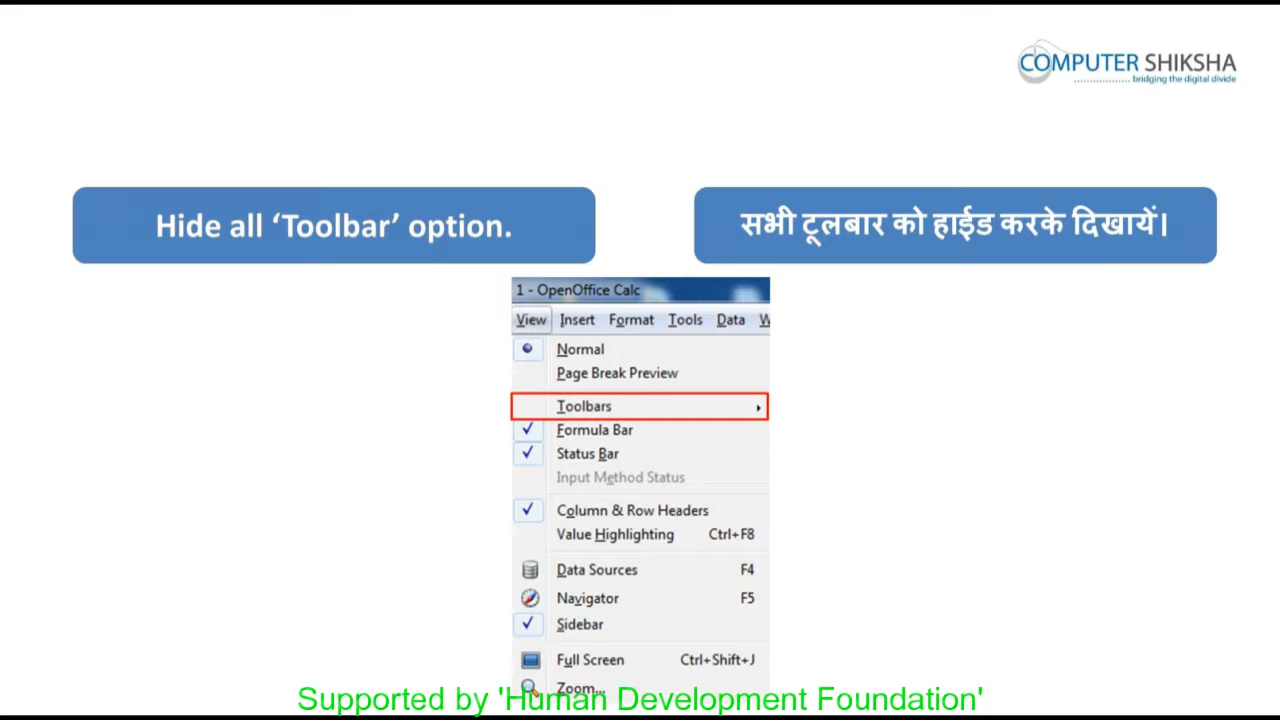 COMPUTER SHIKSHA
bridging the digital divide
Hide all ‘Toolbar’ option.
सभी टूलबार को हाईड करके दिखायें।
1 - OpenOffice Calc
View Insert Format Tools Data W
Normal
Page Break Preview
Toolbars
Formula Bar
Status Bar
Input Method Status
Column & Row Headers
Value Highlighting Ctrl+F8
Data Sources F4
Navigator F5
Sidebar
Full Screen Ctrl+Shift+J
Zoom...
Supported by 'Human Development Foundation'